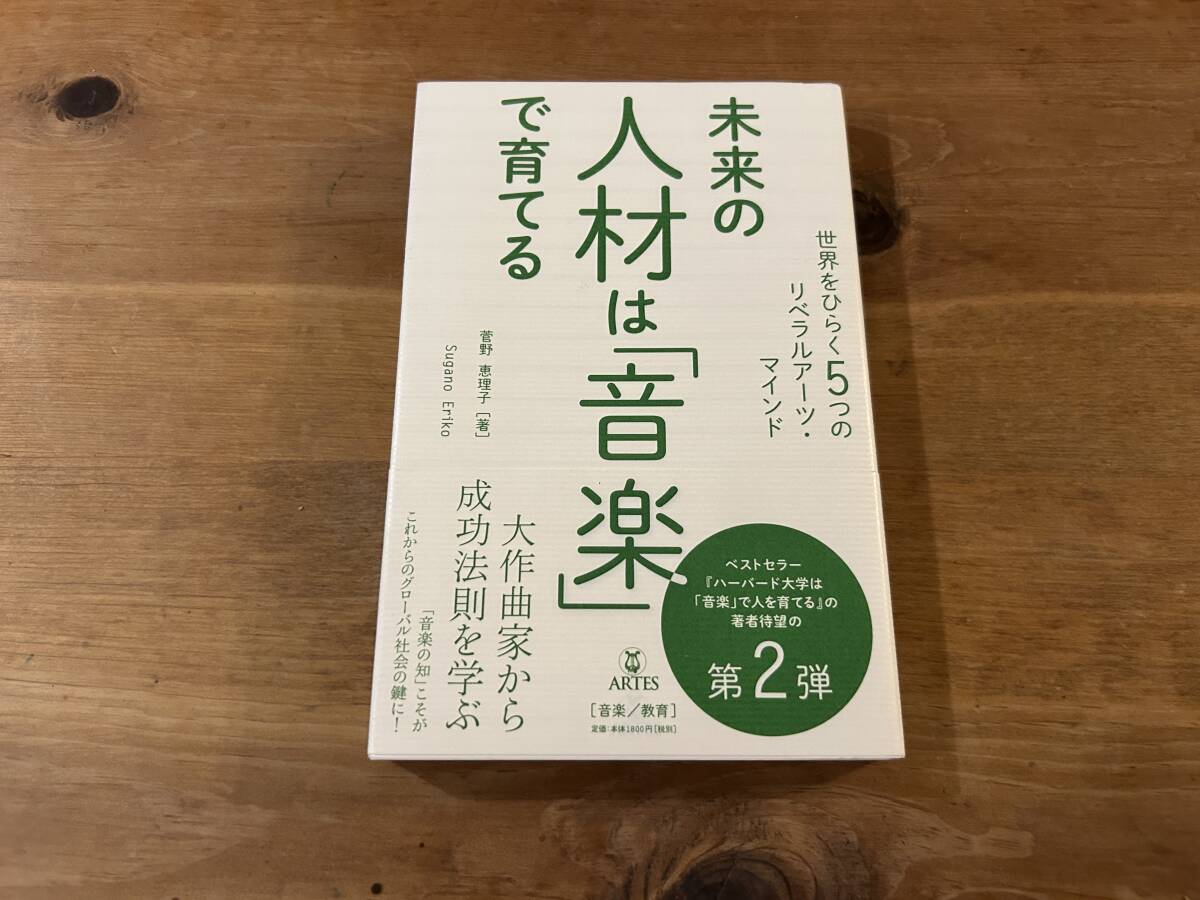 未来の
人材は「音楽」
で育てる
世界をひらく5つの
リベラルアーツ・
マインド
菅野 恵理子［著］
Sugano Eriko
大作曲家から
成功法則を学ぶ
「音楽の知」こそが
これからのグローバル社会の鍵に!
ベストセラー
『ハーバード大学は
「音楽」で人を育てる』の
著者待望の
第2弾
ARTES
［音楽／教育］
定価:本体1800円［税別］